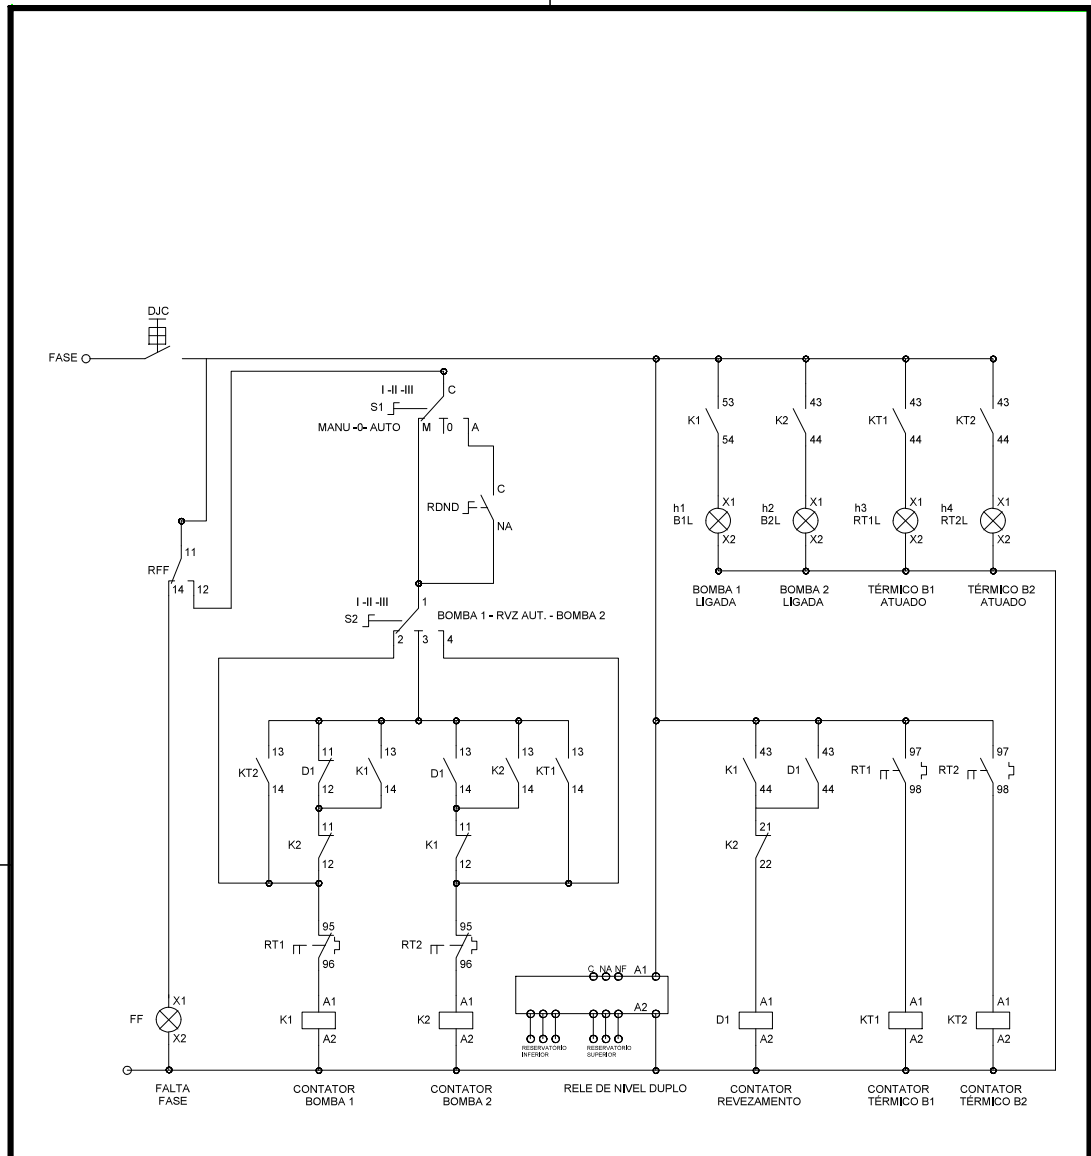 DJC
FASE
I -II -III
C
S1
MANU -0- AUTO
M
0
A
C
RDND
NA
11
RFF
14
12
I -II -III
1
S2
BOMBA 1 - RVZ AUT. - BOMBA 2
2
3
4
53
K1
54
43
K2
44
43
KT1
44
43
KT2
44
h1
B1L
X1
X2
h2
B2L
X1
X2
h3
RT1L
X1
X2
h4
RT2L
X1
X2
BOMBA 1
LIGADA
BOMBA 2
LIGADA
TÉRMICO B1
ATUADO
TÉRMICO B2
ATUADO
13
KT2
14
11
D1
12
13
K1
14
13
D1
14
13
K2
14
13
KT1
14
43
K1
44
43
D1
44
97
RT1
98
97
RT2
98
11
K2
12
11
K1
12
21
K2
22
95
RT1
96
95
RT2
96
C NA NF A1
A2
RESERVATORÍO
INFERIOR
RESERVATORÍO
SUPERIOR
X1
FF
X2
A1
K1
A2
A1
K2
A2
A1
D1
A2
A1
KT1
A2
A1
KT2
A2
FALTA
FASE
CONTATOR
BOMBA 1
CONTATOR
BOMBA 2
RELE DE NIVEL DUPLO
CONTATOR
REVEZAMENTO
CONTATOR
TÉRMICO B1
CONTATOR
TÉRMICO B2